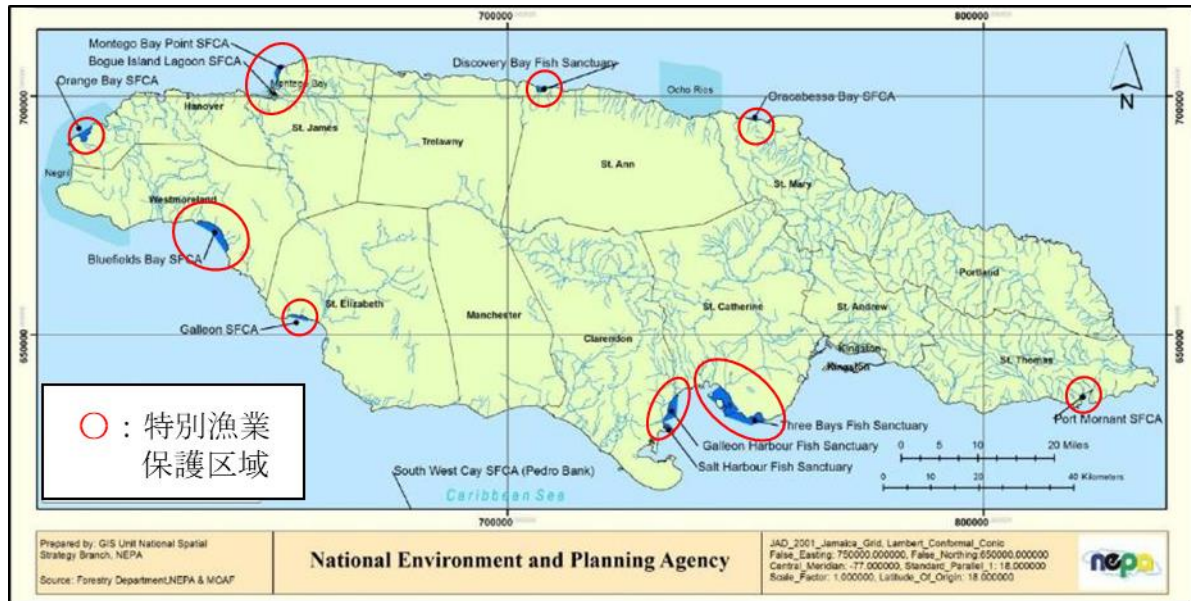 700000
800000
Montego Bay Point SFCA
Bogue Island Lagoon SFCA
Montego Bay
Orange Bay SFCA
Discovery Bay Fish Sanctuary
Ocho Rios
Oracabessa Bay SFCA
N
700000
700000
Hanover
St. James
Trelawny
St. Ann
St. Mary
Negril
Westmoreland
Bluefields Bay SFCA
Portland
St. Elizabeth
Manchester
St. Catherine
St. Andrew
Galleon SFCA
Clarendon
Kingston
Kingston
St. Thomas
650000
650000
Port Mornant SFCA
Three Bays Fish Sanctuary
Galleon Harbour Fish Sanctuary
Salt Harbour Fish Sanctuary
South West Cay SFCA (Pedro Bank)
Caribbean Sea
0 5 10 20 Miles
0 5 10 20 40 Kilometers
○：特別漁業
保護区域
700000
800000
Prepared by: GIS Unit National Spatial
Strategy Branch, NEPA
Source: Forestry Department,NEPA & MOAF
National Environment and Planning Agency
JAD_2001_Jamaica_Grid, Lambert_Conformal_Conic
False_Easting: 750000.000000, False_Northing:650000.000000
Central_Meridian: -77.000000, Standard_Parallel_1: 18.000000
Scale_Factor: 1.000000, Latitude_Of_Origin: 18.000000
nepa